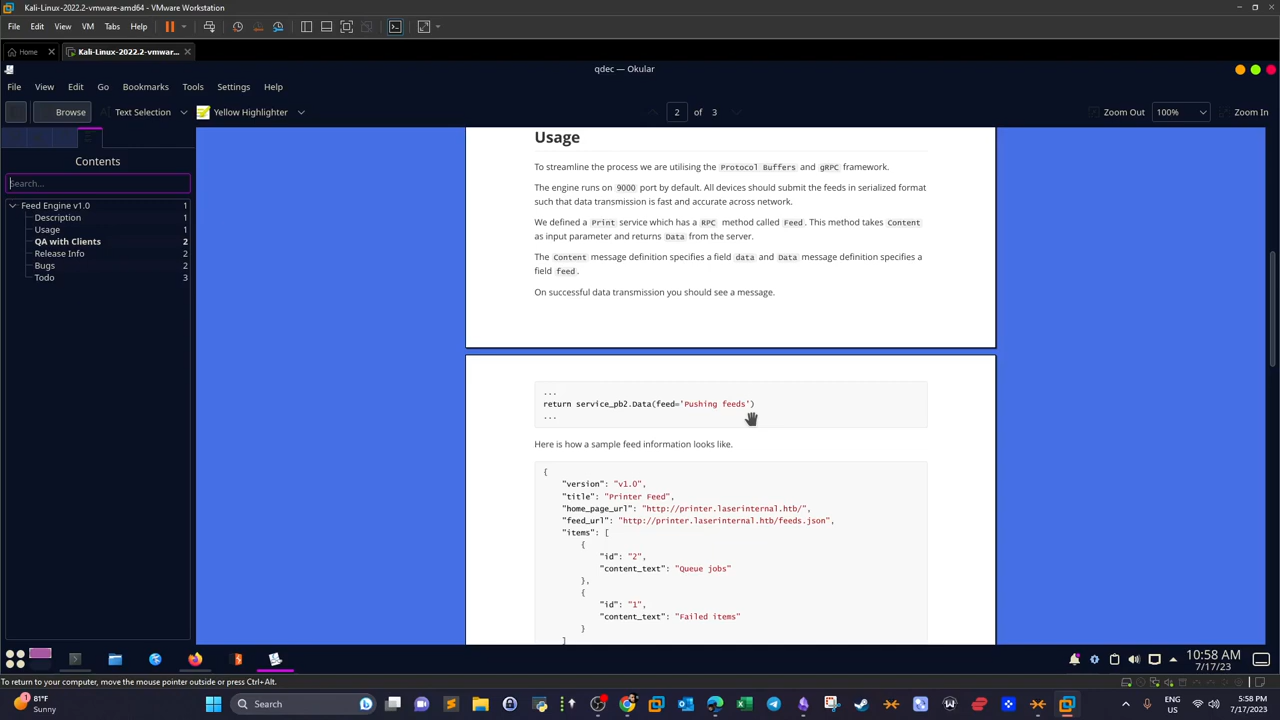 Kali-Linux-2022.2-vmware-amd64 - VMware Workstation
File Edit View VM Tabs Help
Home Kali-Linux-2022.2-vmwar...
qdec — Okular
File View Edit Go Bookmarks Tools Settings Help
Browse Text Selection Yellow Highlighter 2 of 3 Zoom Out 100% Zoom In
Contents
Search...
Feed Engine v1.0 1
Description 1
Usage 1
QA with Clients 2
Release Info 2
Bugs 2
Todo 3
Usage
To streamline the process we are utilising the Protocol Buffers and gRPC framework.
The engine runs on 9000 port by default. All devices should submit the feeds in serialized format
such that data transmission is fast and accurate across network.
We defined a Print service which has a RPC method called Feed. This method takes Content
as input parameter and returns Data from the server.
The Content message definition specifies a field data and Data message definition specifies a
field feed.
On successful data transmission you should see a message.
...
return service_pb2.Data(feed='Pushing feeds')
...
Here is how a sample feed information looks like.
{
"version": "v1.0",
"title": "Printer Feed",
"home_page_url": "http://printer.laserinternal.htb/",
"feed_url": "http://printer.laserinternal.htb/feeds.json",
"items": [
{
"id": "2",
"content_text": "Queue jobs"
},
{
"id": "1",
"content_text": "Failed items"
}
]
10:58 AM
7/17/23
To return to your computer, move the mouse pointer outside or press Ctrl+Alt.
81°F
Sunny
Search
ENG
US
5:58 PM
7/17/2023